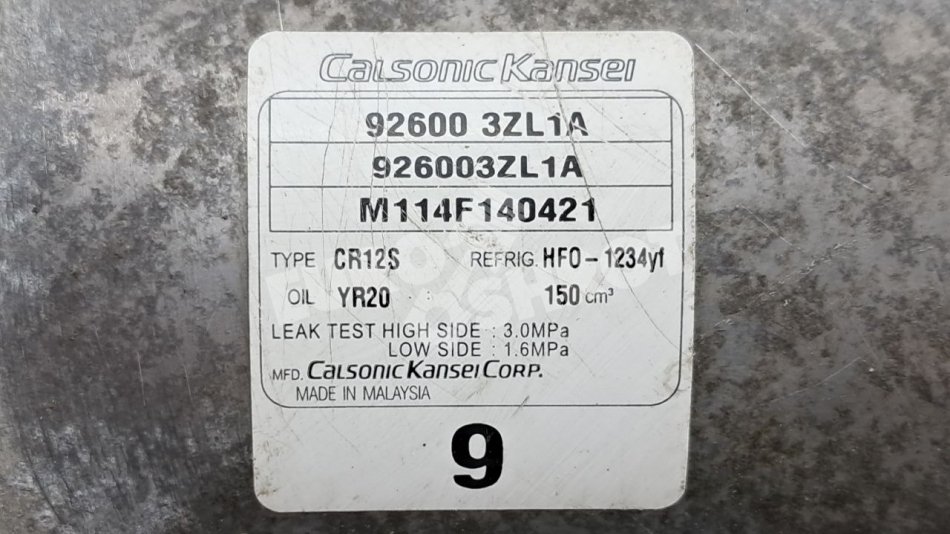 Calsonic Kansei
92600 3ZL1A
926003ZL1A
M114F140421
TYPE CR12S REFRIG. HFO-1234yf
OIL YR20 150 cm³
LEAK TEST HIGH SIDE : 3.0MPa
LOW SIDE : 1.6MPa
MFD. CALSONIC KANSEI CORP.
MADE IN MALAYSIA
9